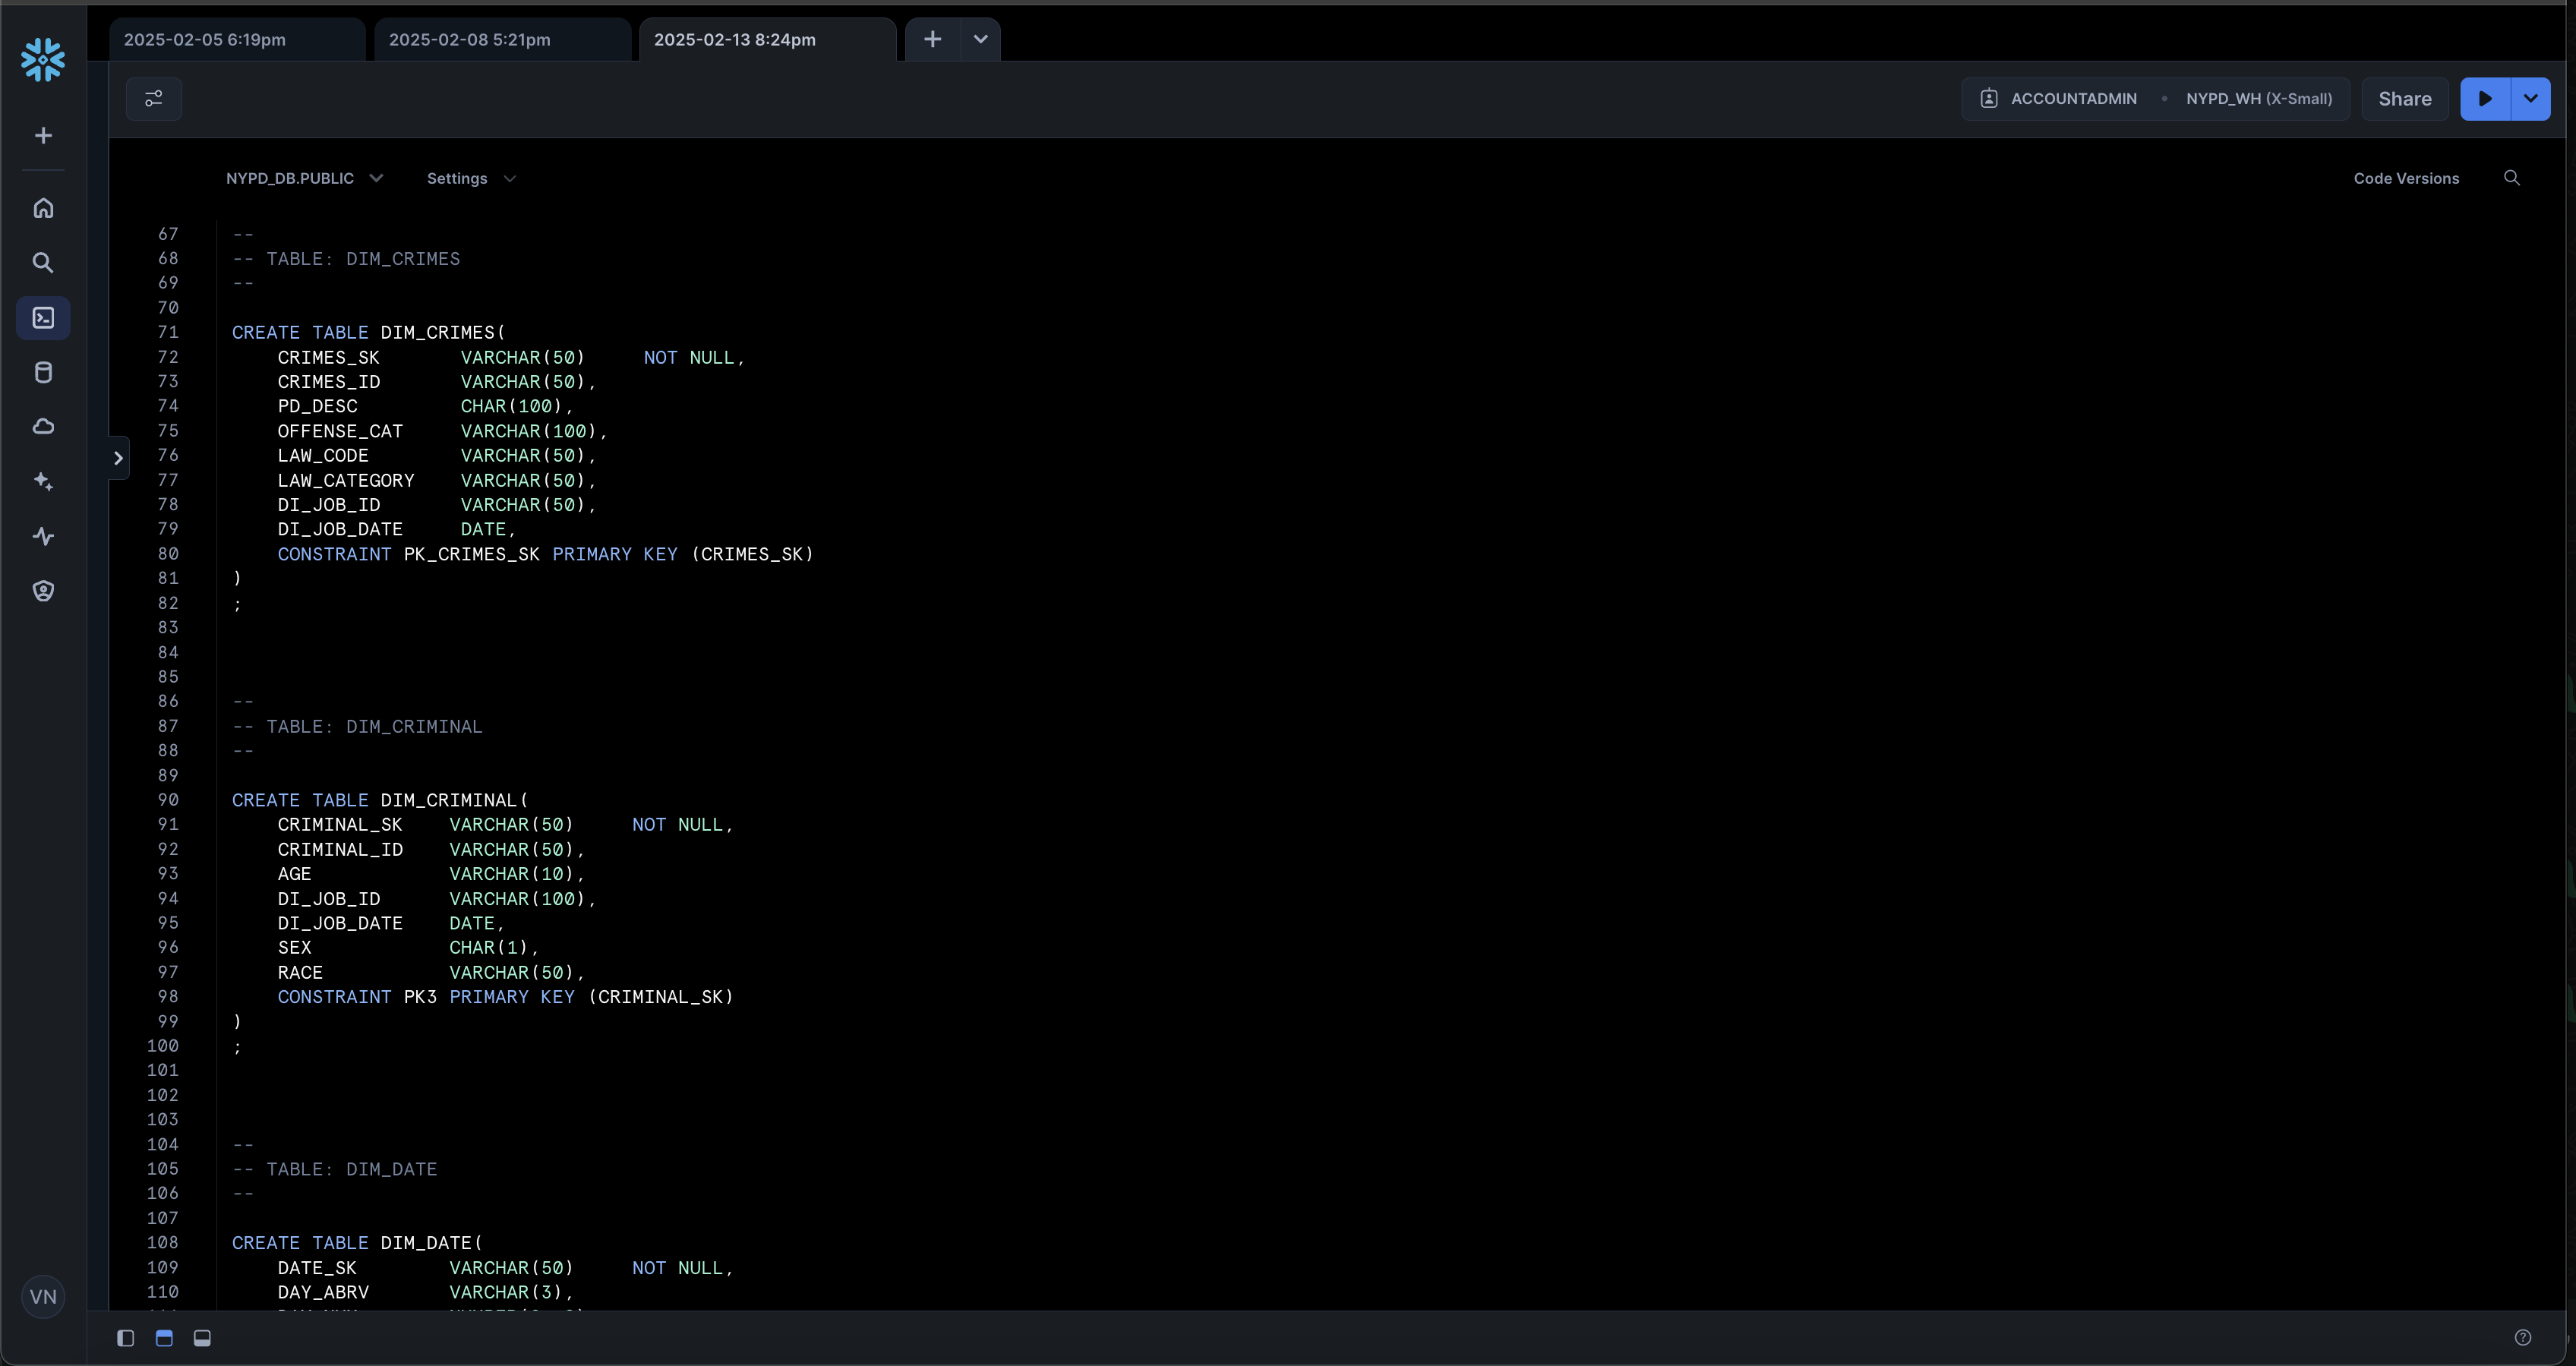 2025-02-05 6:19pm
2025-02-08 5:21pm
2025-02-13 8:24pm
ACCOUNTADMIN
NYPD_WH (X-Small)
Share
NYPD_DB.PUBLIC
Settings
Code Versions
67 --
68 -- TABLE: DIM_CRIMES
69 --
70
71 CREATE TABLE DIM_CRIMES(
72 CRIMES_SK VARCHAR(50) NOT NULL,
73 CRIMES_ID VARCHAR(50),
74 PD_DESC CHAR(100),
75 OFFENSE_CAT VARCHAR(100),
76 LAW_CODE VARCHAR(50),
77 LAW_CATEGORY VARCHAR(50),
78 DI_JOB_ID VARCHAR(50),
79 DI_JOB_DATE DATE,
80 CONSTRAINT PK_CRIMES_SK PRIMARY KEY (CRIMES_SK)
81 )
82 ;
83
84
85
86 --
87 -- TABLE: DIM_CRIMINAL
88 --
89
90 CREATE TABLE DIM_CRIMINAL(
91 CRIMINAL_SK VARCHAR(50) NOT NULL,
92 CRIMINAL_ID VARCHAR(50),
93 AGE VARCHAR(10),
94 DI_JOB_ID VARCHAR(100),
95 DI_JOB_DATE DATE,
96 SEX CHAR(1),
97 RACE VARCHAR(50),
98 CONSTRAINT PK3 PRIMARY KEY (CRIMINAL_SK)
99 )
100 ;
101
102
103
104 --
105 -- TABLE: DIM_DATE
106 --
107
108 CREATE TABLE DIM_DATE(
109 DATE_SK VARCHAR(50) NOT NULL,
110 DAY_ABRV VARCHAR(3),
VN